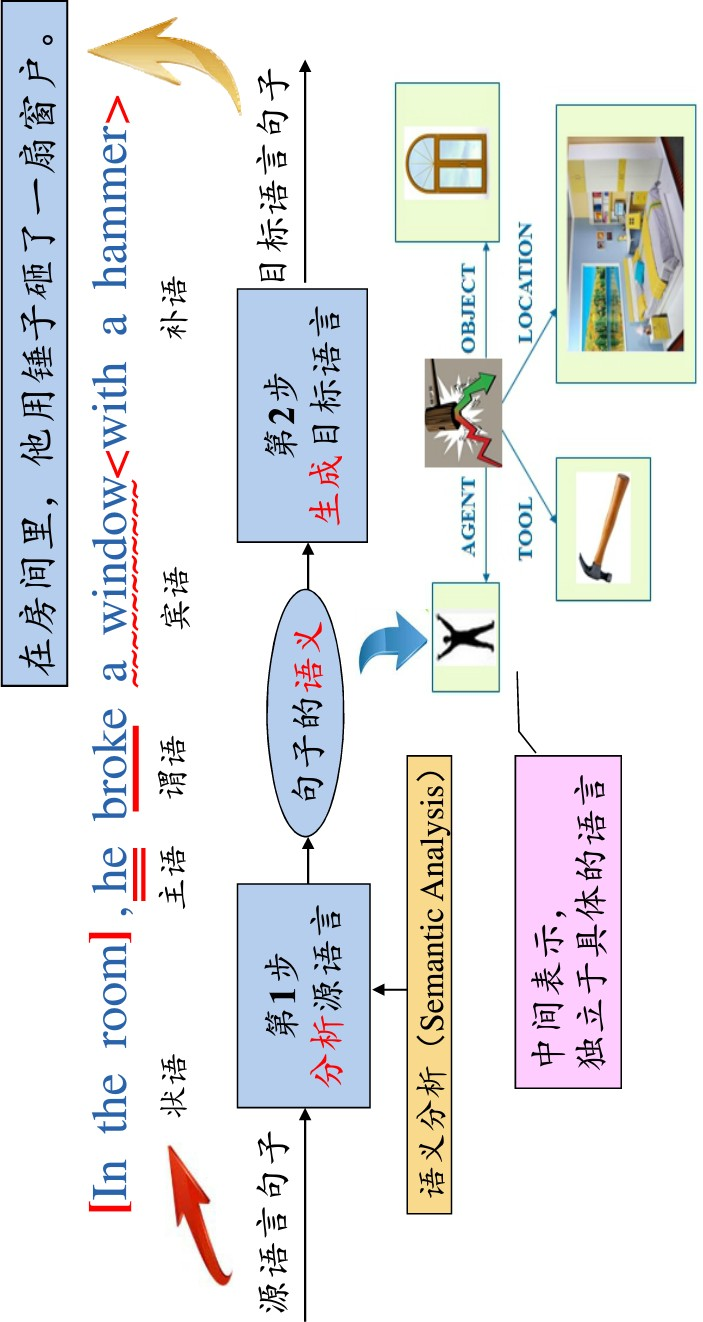 在房间里，他用锤子砸了一扇窗户。
[In the room], he broke a window<with a hammer>
状语 主语 谓语 宾语 补语
源语言句子
第1步
分析源语言
句子的语义
第2步
生成目标语言
目标语言句子
语义分析（Semantic Analysis）
中间表示，
独立于具体的语言
AGENT
OBJECT
TOOL
LOCATION